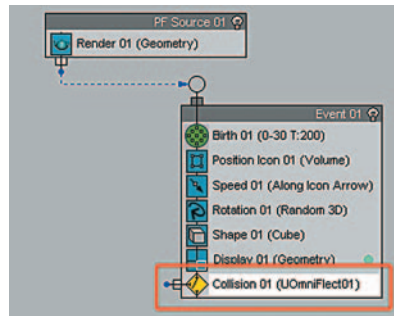 PF Source 01
Render 01 (Geometry)
Event 01
Birth 01 (0-30 T:200)
Position Icon 01 (Volume)
Speed 01 (Along Icon Arrow)
Rotation 01 (Random 3D)
Shape 01 (Cube)
Display 01 (Geometry)
Collision 01 (UOmniFlect01)